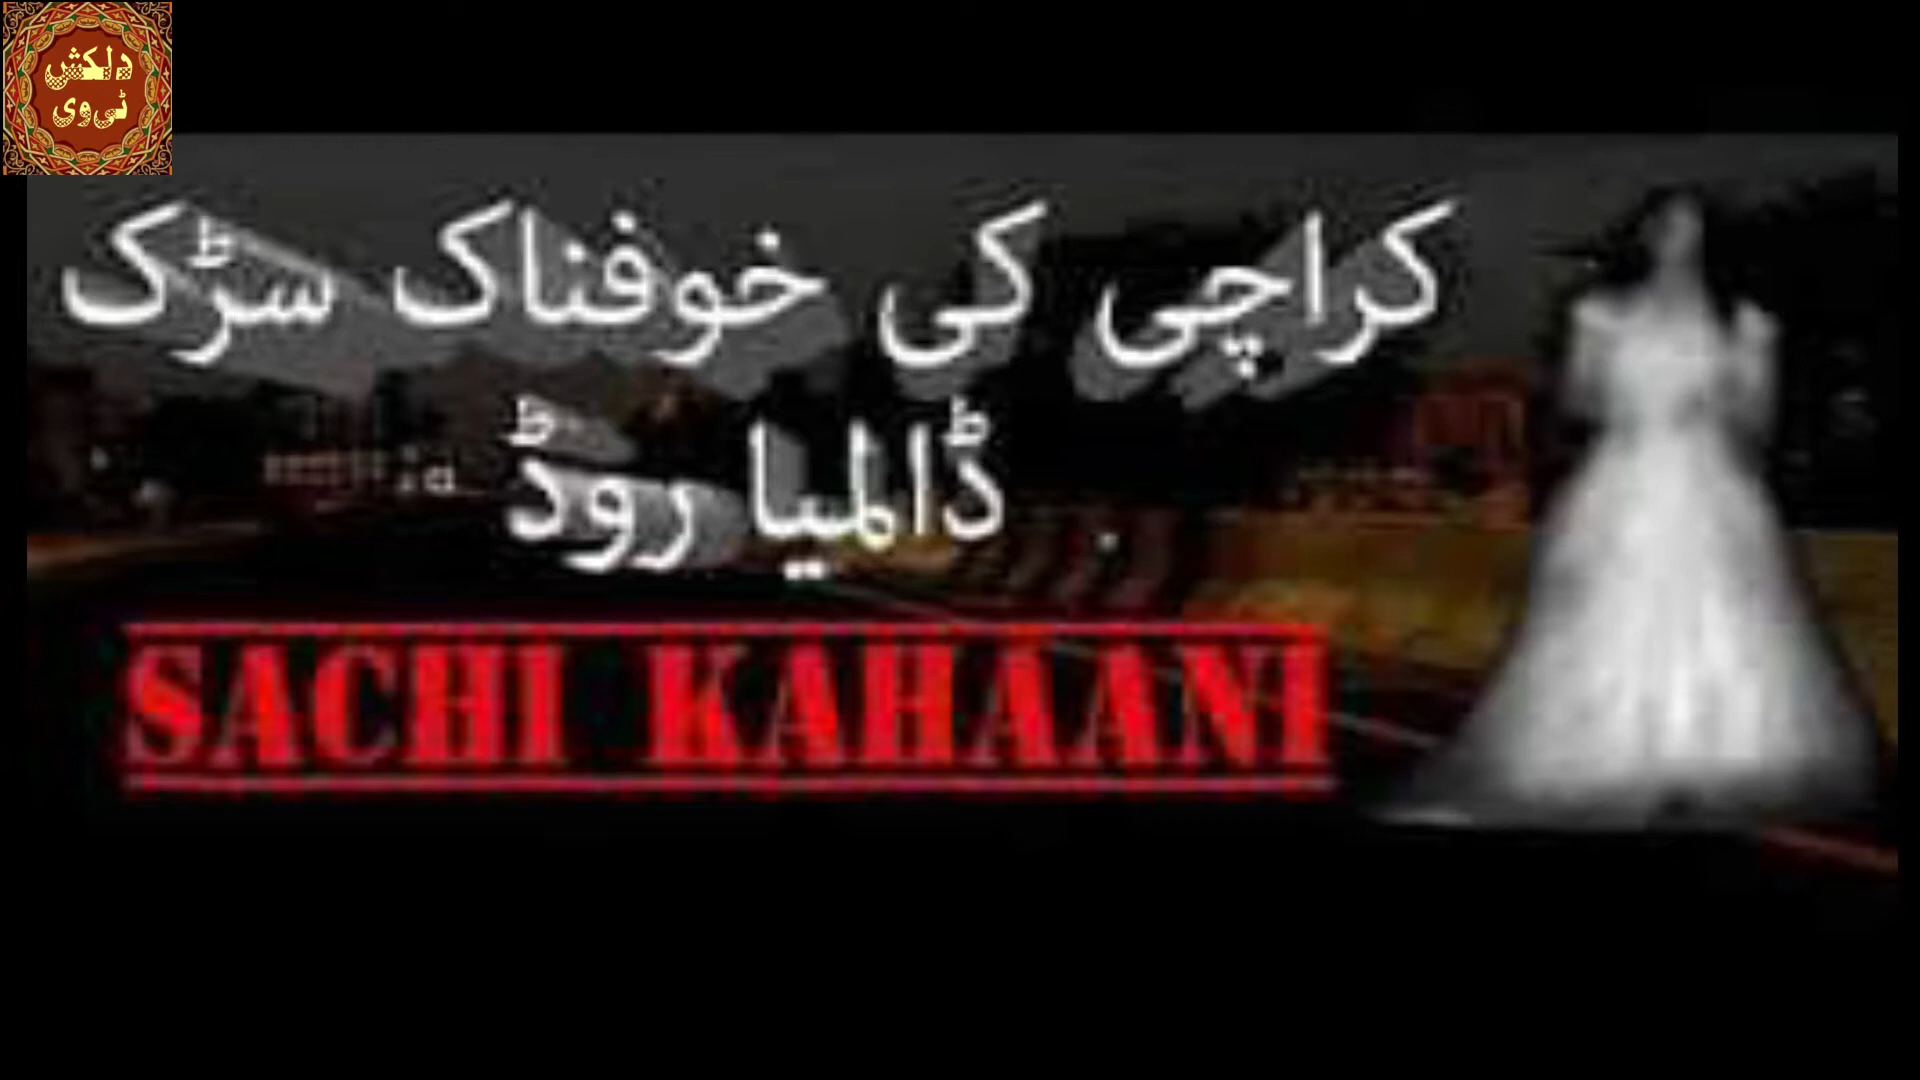 دلکش
ٹی وی
کراچی کی خوفناک سڑک
ڈالمیا روڈ
SACHI KAHAANI